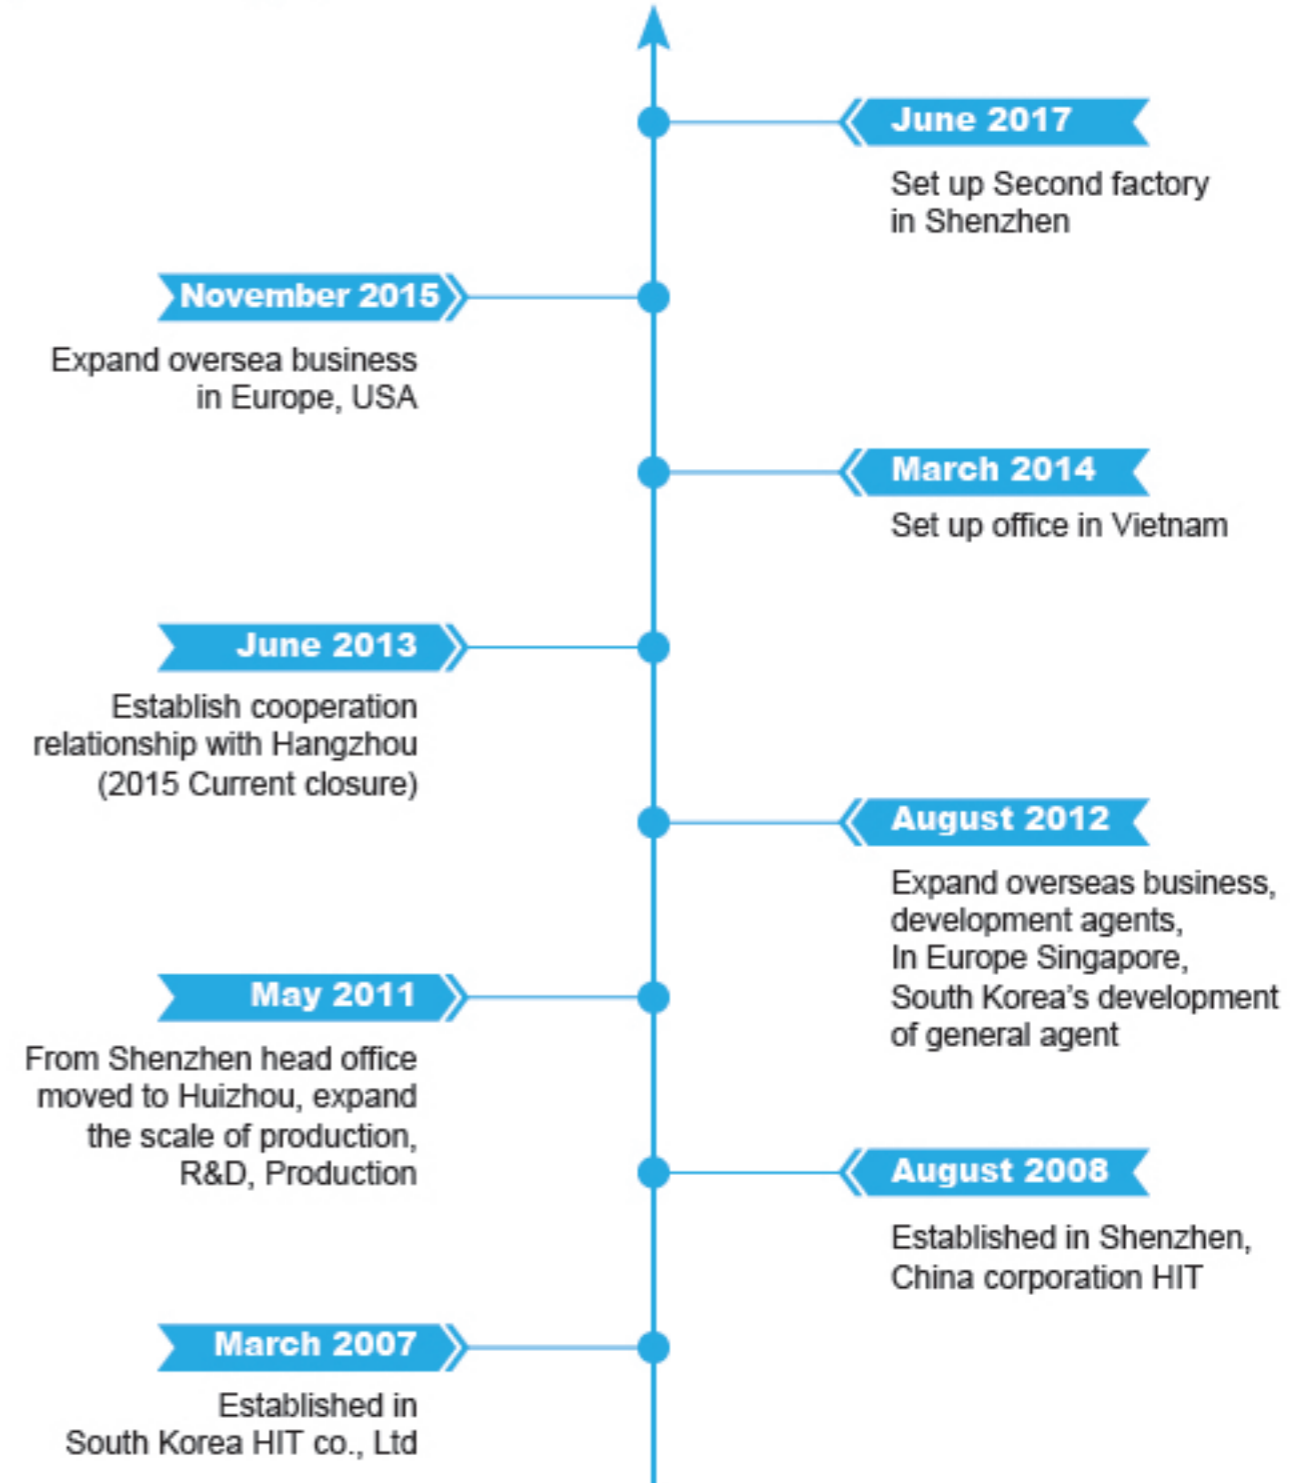 June 2017
Set up Second factory
in Shenzhen
November 2015
Expand oversea business
in Europe, USA
March 2014
Set up office in Vietnam
June 2013
Establish cooperation
relationship with Hangzhou
(2015 Current closure)
August 2012
Expand overseas business,
development agents,
In Europe Singapore,
South Korea's development
of general agent
May 2011
From Shenzhen head office
moved to Huizhou, expand
the scale of production,
R&D, Production
August 2008
Established in Shenzhen,
China corporation HIT
March 2007
Established in
South Korea HIT co., Ltd